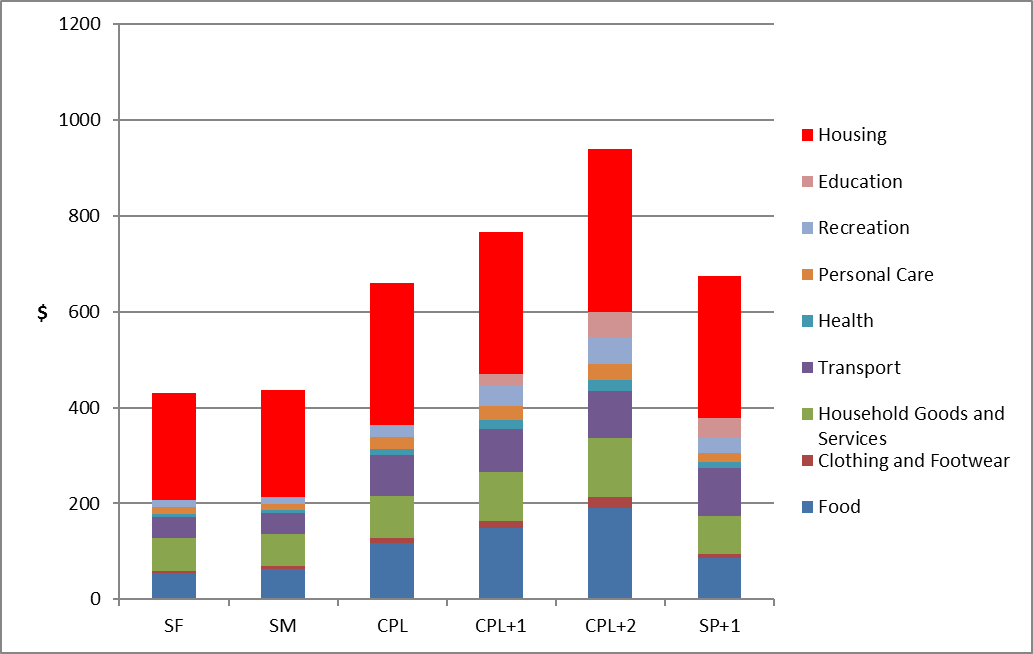 1200
1000
800
600
400
200
0
$
SF
SM
CPL
CPL+1
CPL+2
SP+1
Housing
Education
Recreation
Personal Care
Health
Transport
Household Goods and
Services
Clothing and Footwear
Food